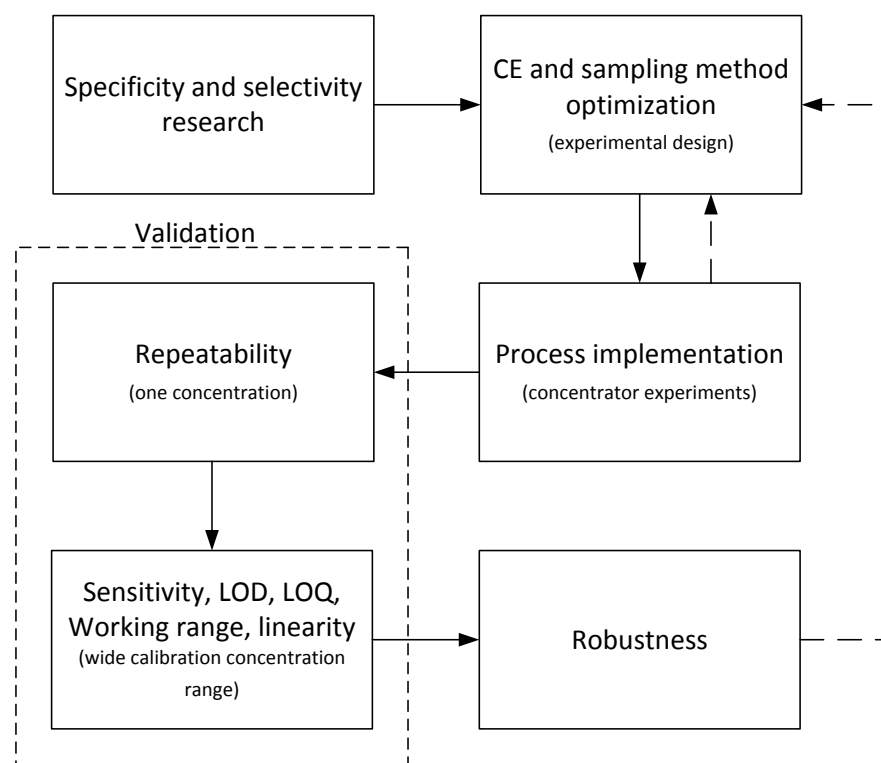 Specificity and selectivity
research
CE and sampling method
optimization
(experimental design)
Validation
Repeatability
(one concentration)
Process implementation
(concentrator experiments)
Sensitivity, LOD, LOQ,
Working range, linearity
(wide calibration concentration
range)
Robustness